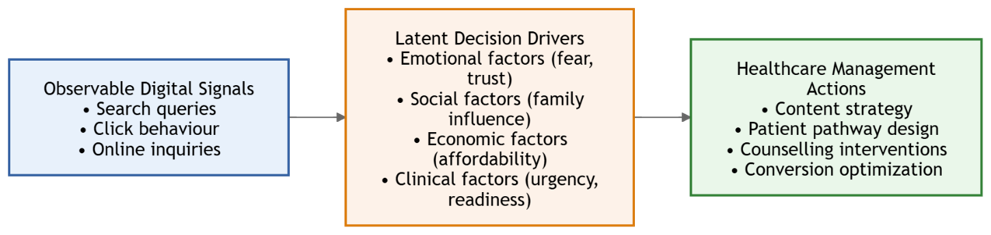 Observable Digital Signals
• Search queries
• Click behaviour
• Online inquiries
Latent Decision Drivers
• Emotional factors (fear,
trust)
• Social factors (family
influence)
• Economic factors
(affordability)
• Clinical factors (urgency,
readiness)
Healthcare Management
Actions
• Content strategy
• Patient pathway design
• Counselling interventions
• Conversion optimization